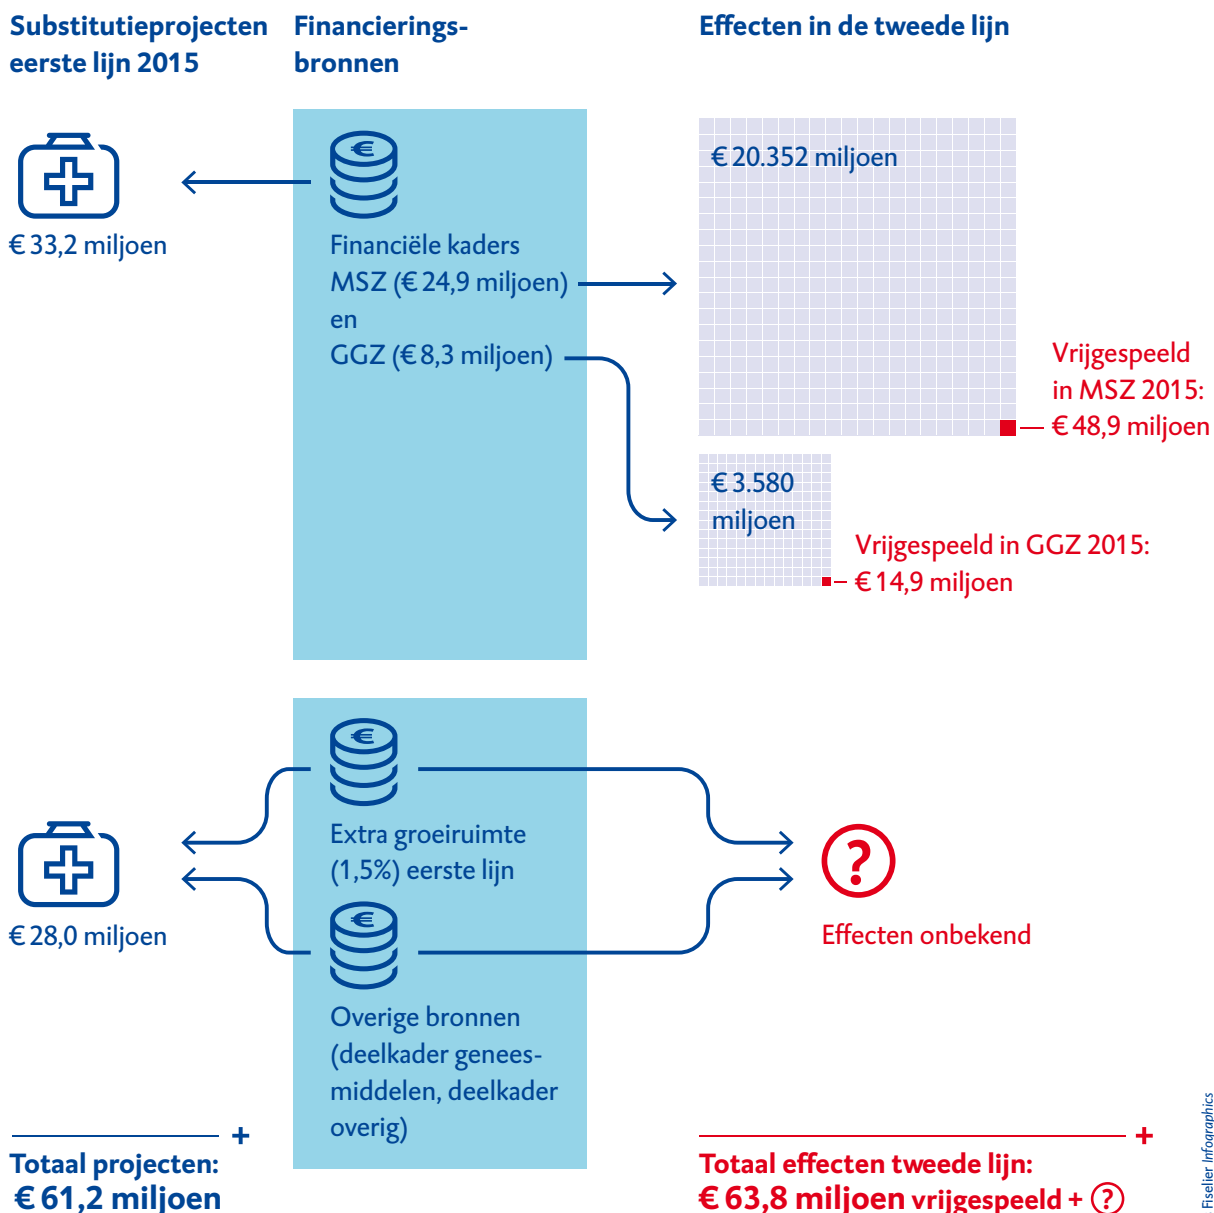 Substitutieprojecten
eerste lijn 2015
Financierings-
bronnen
Effecten in de tweede lijn
€
€ 33,2 miljoen
Financiële kaders
MSZ (€ 24,9 miljoen)
en
GGZ (€ 8,3 miljoen)
€ 20.352 miljoen
Vrijgespeeld
in MSZ 2015:
€ 48,9 miljoen
€ 3.580
miljoen
Vrijgespeeld in GGZ 2015:
€ 14,9 miljoen
€
€ 28,0 miljoen
Extra groeiruimte
(1,5%) eerste lijn
€
Overige bronnen
(deelkader genees-
middelen, deelkader
overig)
?
Effecten onbekend
+
Totaal projecten:
€ 61,2 miljoen
+
Totaal effecten tweede lijn:
€ 63,8 miljoen vrijgespeeld + ?
Fiselier Infographics